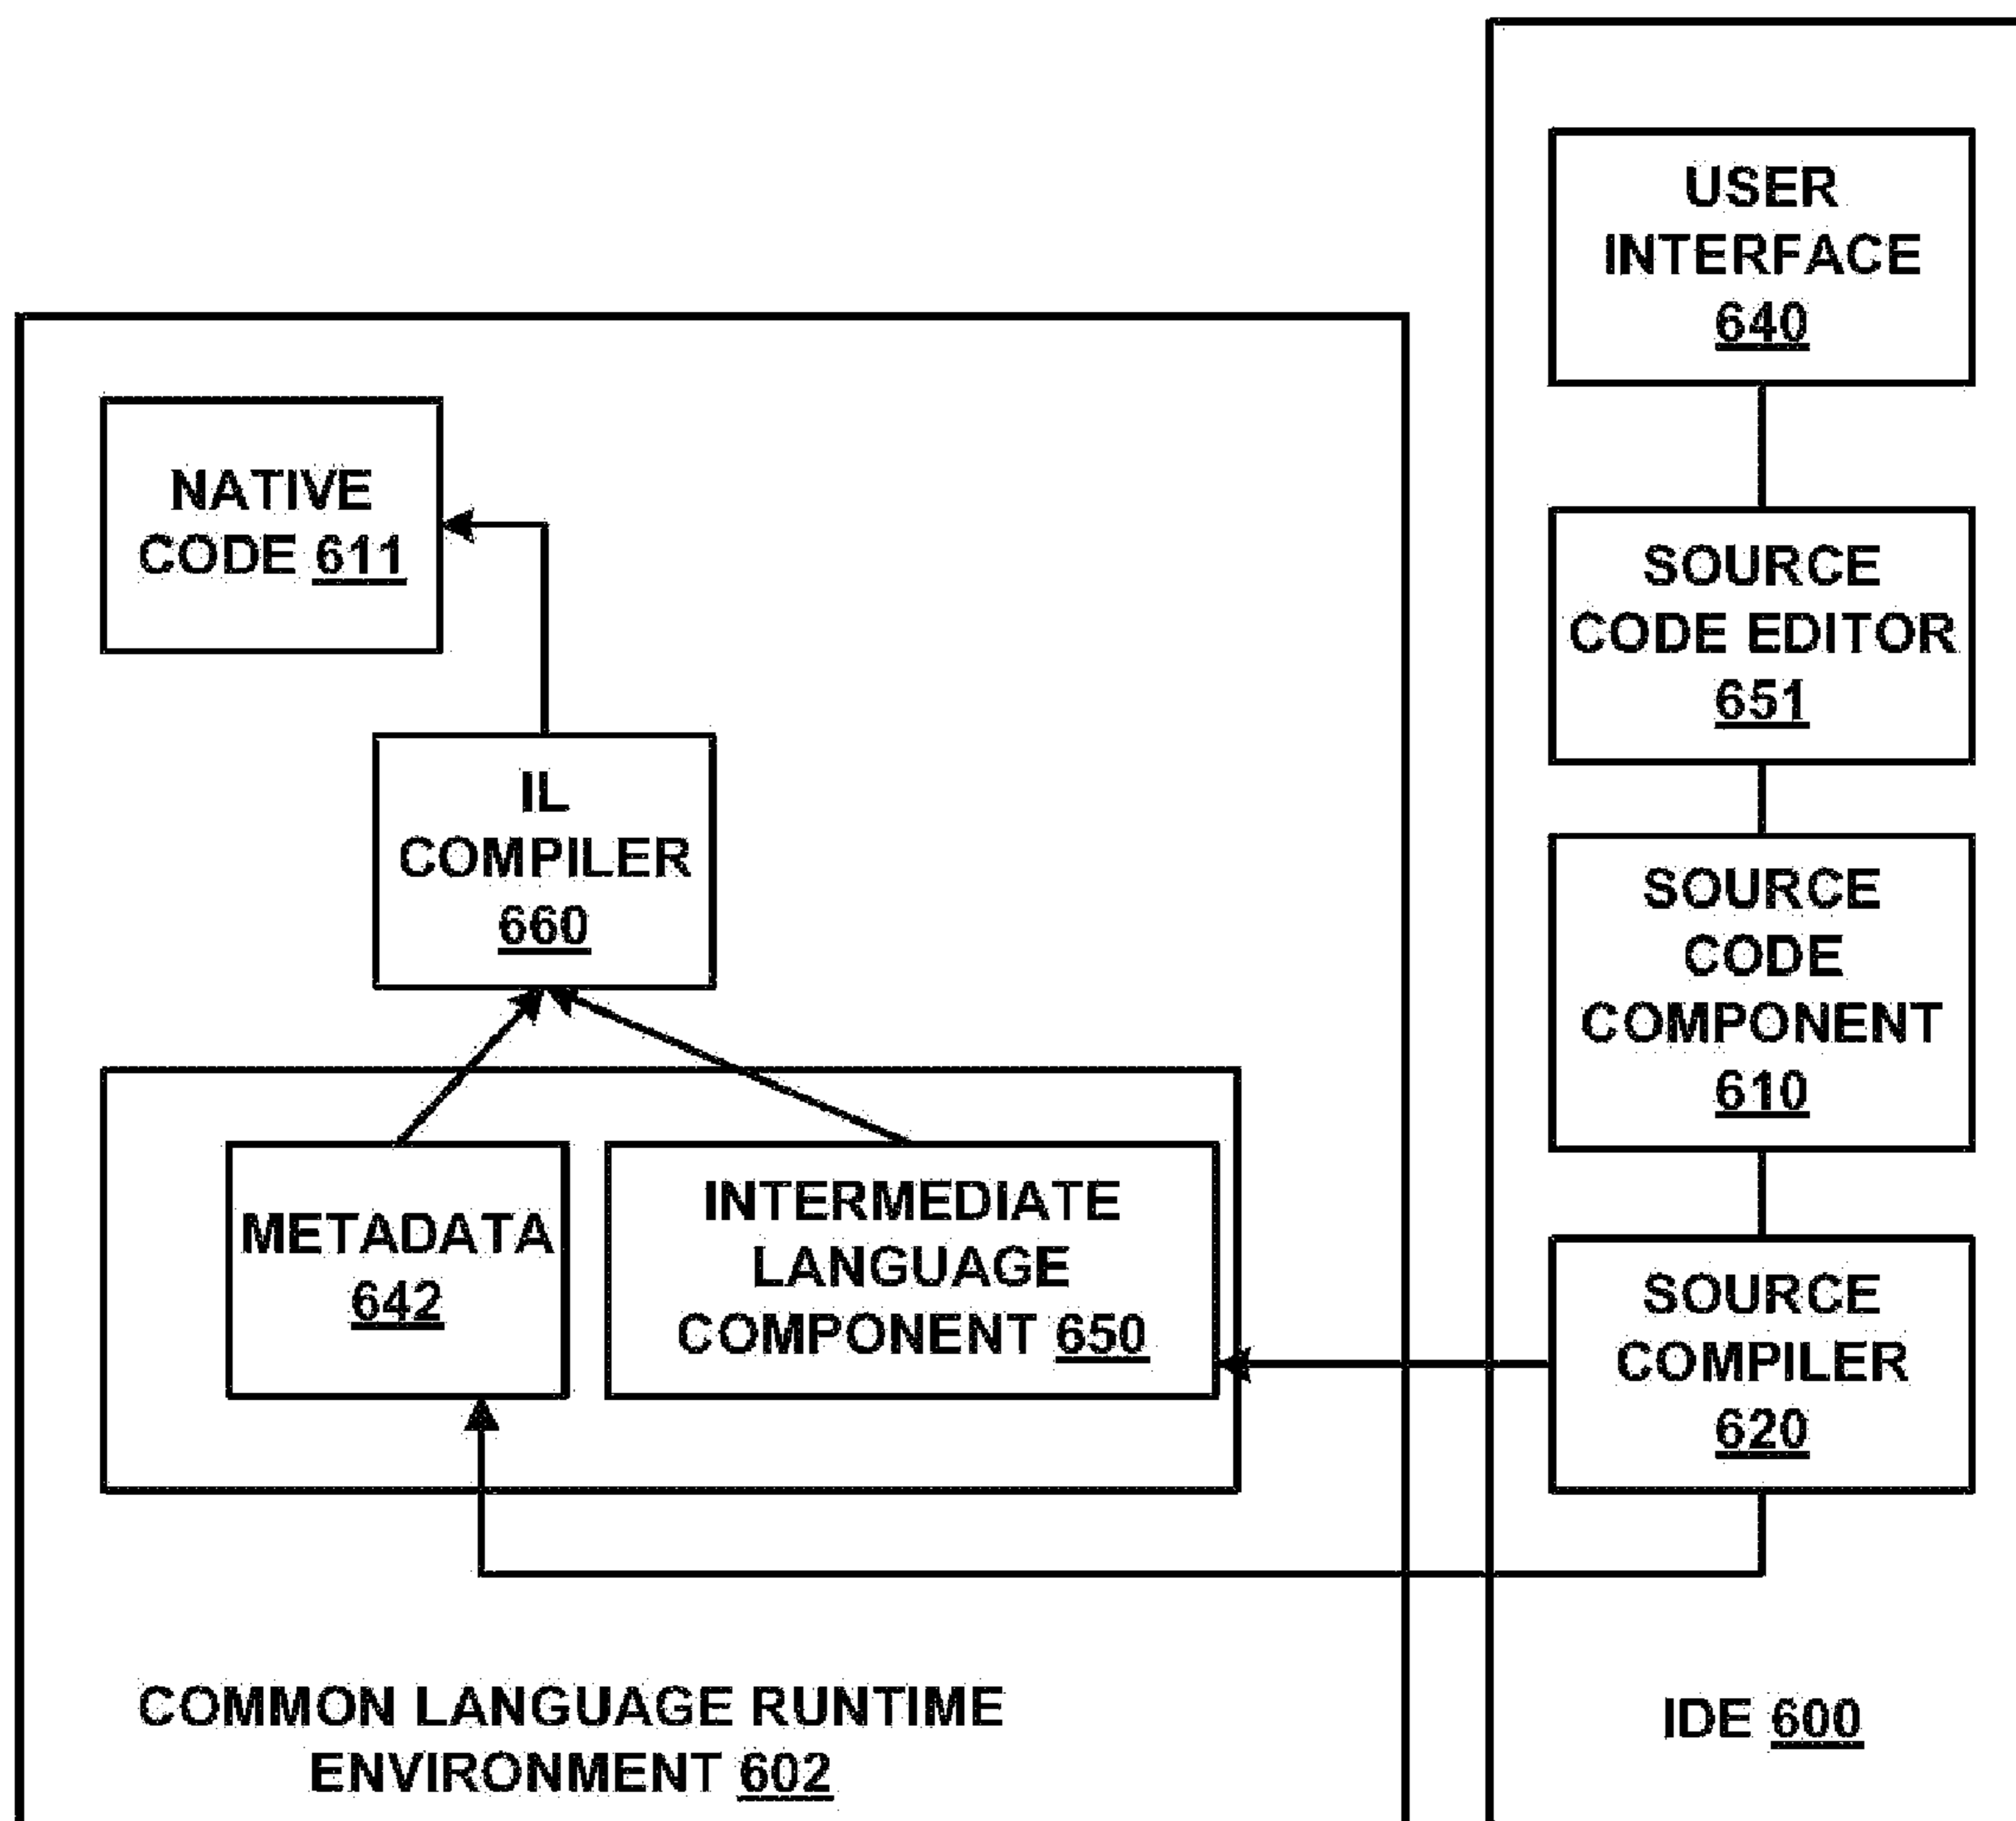 USER
INTERFACE
640
NATIVE
CODE 611
SOURCE
CODE EDITOR
651
IL
COMPILER
660
SOURCE
CODE
COMPONENT
610
METADATA
642
INTERMEDIATE
LANGUAGE
COMPONENT 650
SOURCE
COMPILER
620
COMMON LANGUAGE RUNTIME
ENVIRONMENT 602
IDE 600